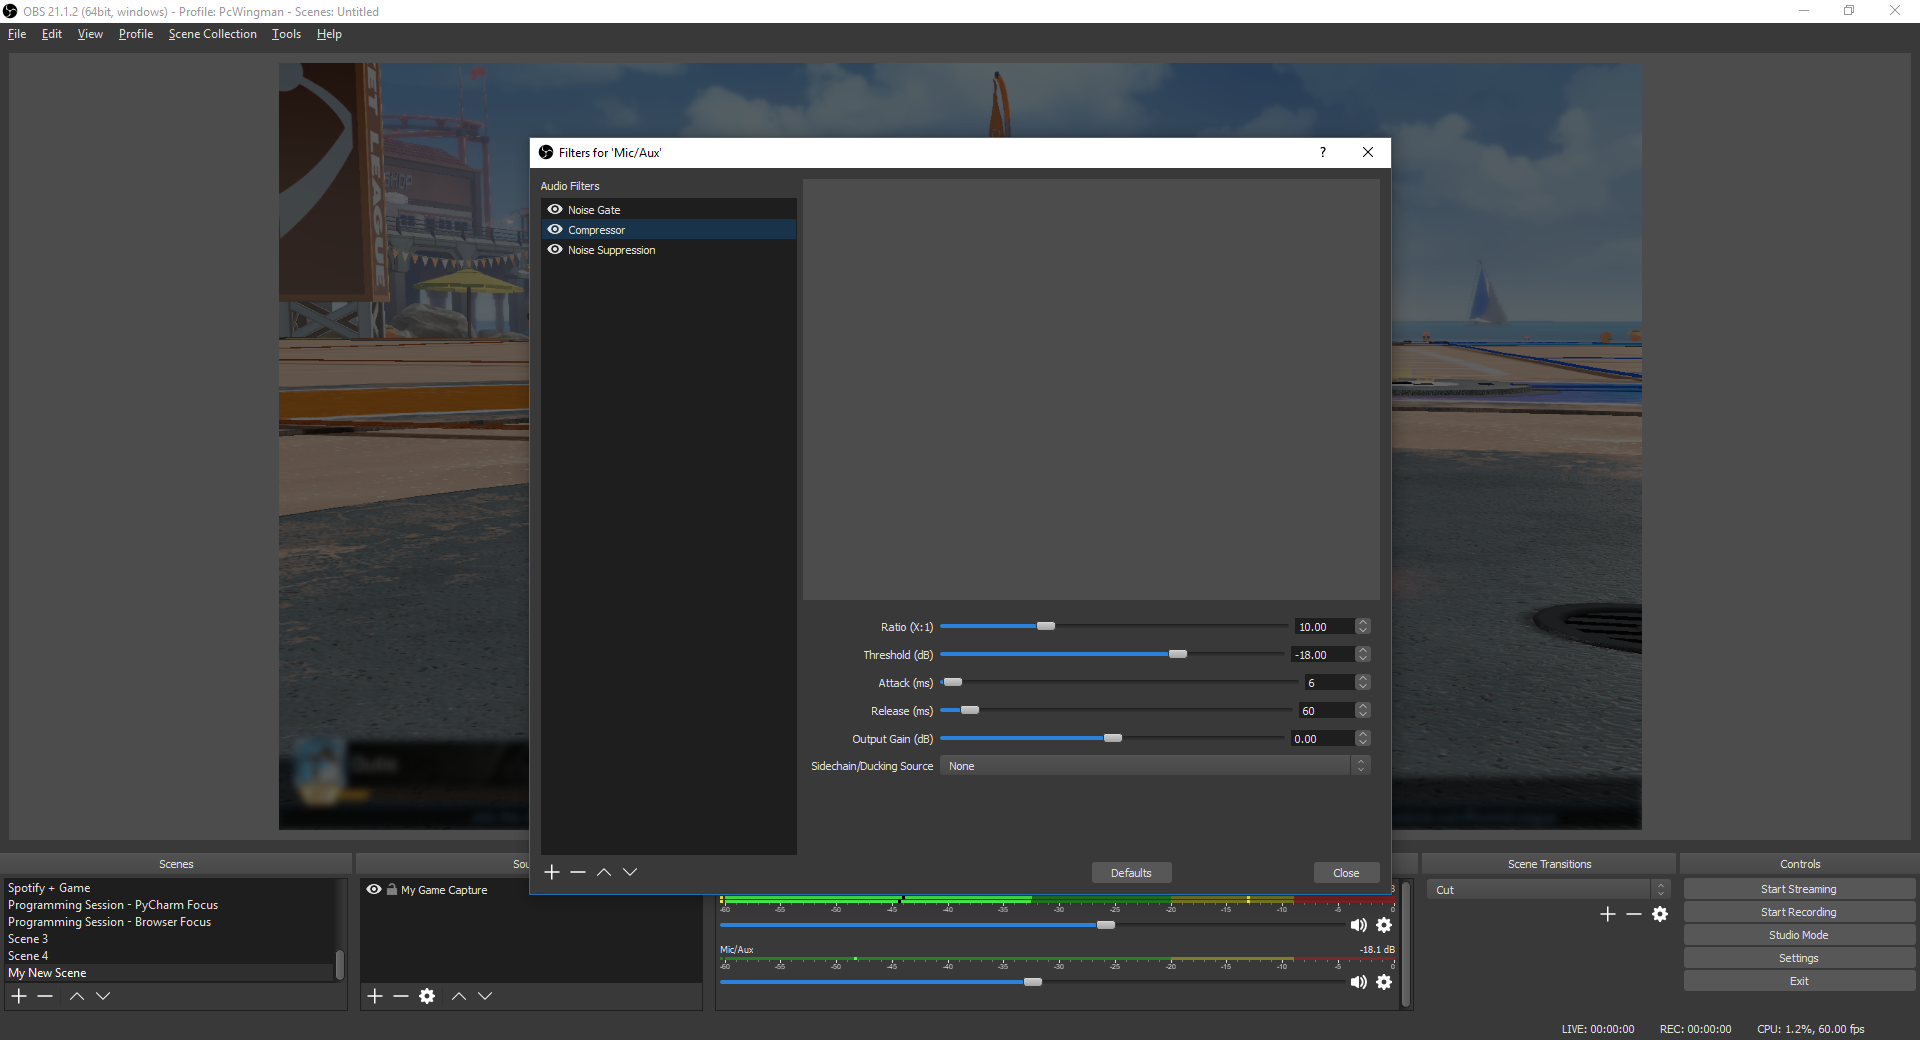 OBS 21.1.2 (64bit, windows) - Profile: PcWingman - Scenes: Untitled
File Edit View Profile Scene Collection Tools Help
ET LEAGUE
Filters for 'Mic/Aux' ?
Audio Filters
Noise Gate
Compressor
Noise Suppression
Ratio (X:1) 10.00
Threshold (dB) -18.00
Attack (ms) 6
Release (ms) 60
Output Gain (dB) 0.00
Sidechain/Ducking Source None
Defaults Close
Scenes
Spotify + Game
Programming Session - PyCharm Focus
Programming Session - Browser Focus
Scene 3
Scene 4
My New Scene
Sou
My Game Capture
-60 -55 -50 -45 -40 -35 -30 -25 -20 -15 -10 -5 0
Mic/Aux -18.1 dB
-60 -55 -50 -45 -40 -35 -30 -25 -20 -15 -10 -5 0
Scene Transitions
Cut
Controls
Start Streaming
Start Recording
Studio Mode
Settings
Exit
LIVE: 00:00:00 REC: 00:00:00 CPU: 1.2%, 60.00 fps